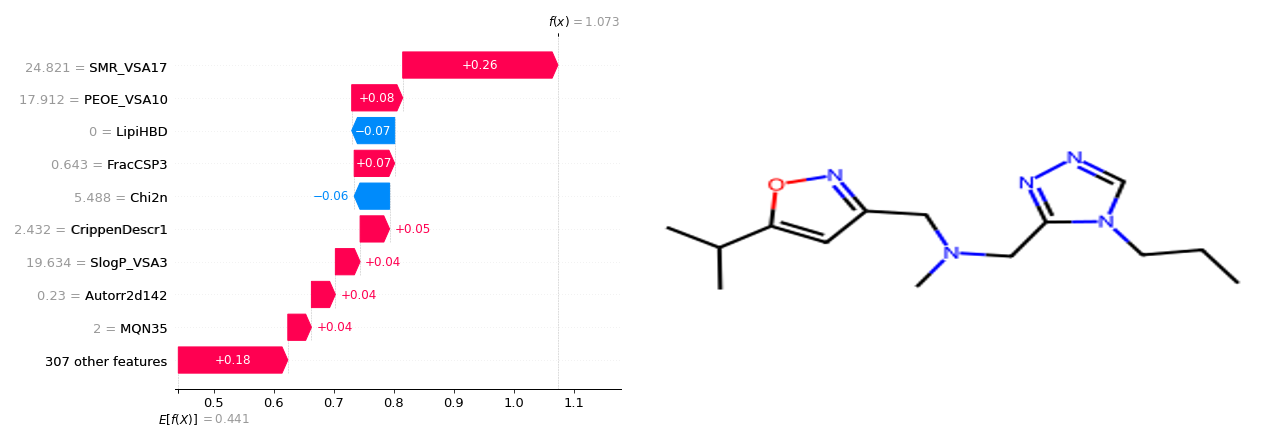 f(x) = 1.073
24.821 = SMR_VSA17
+0.26
17.912 = PEOE_VSA10
+0.08
0 = LipiHBD
−0.07
0.643 = FracCSP3
+0.07
5.488 = Chi2n
−0.06
2.432 = CrippenDescr1
+0.05
19.634 = SlogP_VSA3
+0.04
0.23 = Autorr2d142
+0.04
2 = MQN35
+0.04
307 other features
+0.18
0.5 0.6 0.7 0.8 0.9 1.0 1.1
E[f(X)] = 0.441
O N N N N N